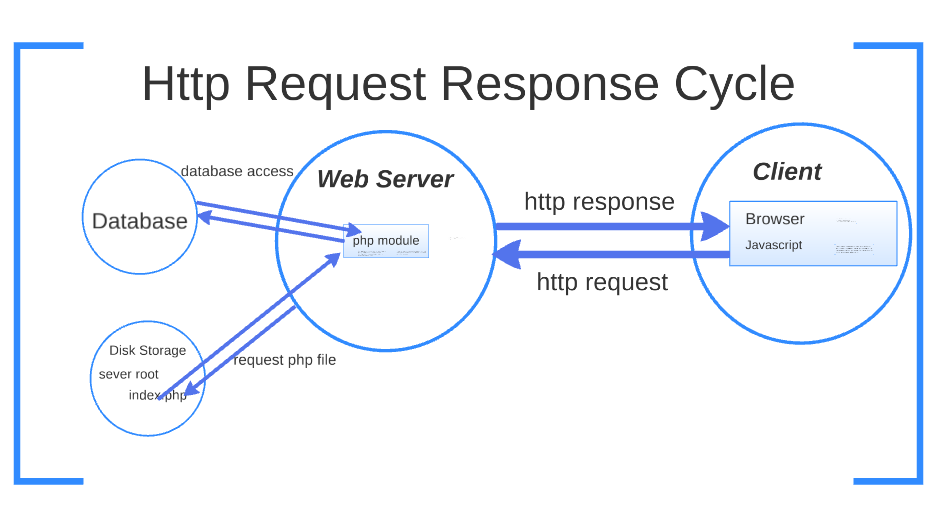 Http Request Response Cycle
database access
Web Server
Client
Database
http response
Browser
php module
Javascript
http request
Disk Storage
request php file
sever root
index.php